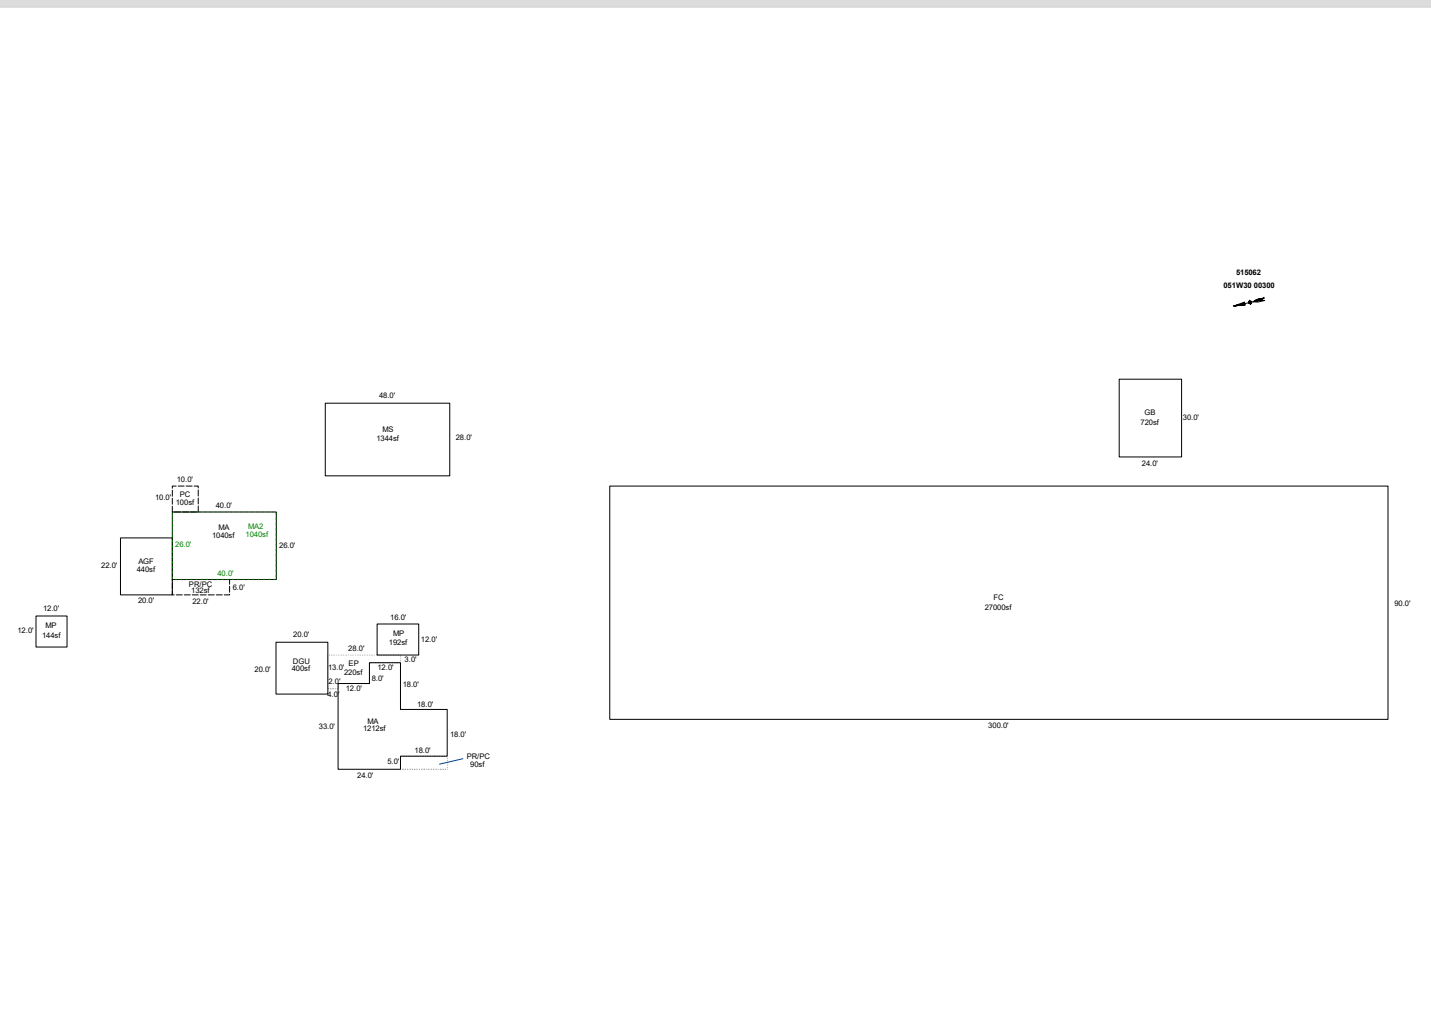 515062
051W30 00300
48.0'
MS
1344sf
28.0'
GB
720sf
30.0'
24.0'
10.0'
10.0'
PC
100sf
40.0'
MA
1040sf
MA2
1040sf
26.0'
26.0'
40.0'
22.0'
AGF
440sf
20.0'
PR/PC
132sf
6.0'
22.0'
12.0'
12.0'
MP
144sf
FC
27000sf
90.0'
300.0'
16.0'
MP
192sf
12.0'
3.0'
20.0'
20.0'
DGU
400sf
28.0'
13.0'
EP
220sf
12.0'
8.0'
2.0'
12.0'
4.0'
18.0'
33.0'
MA
1212sf
18.0'
18.0'
18.0'
5.0'
24.0'
PR/PC
90sf